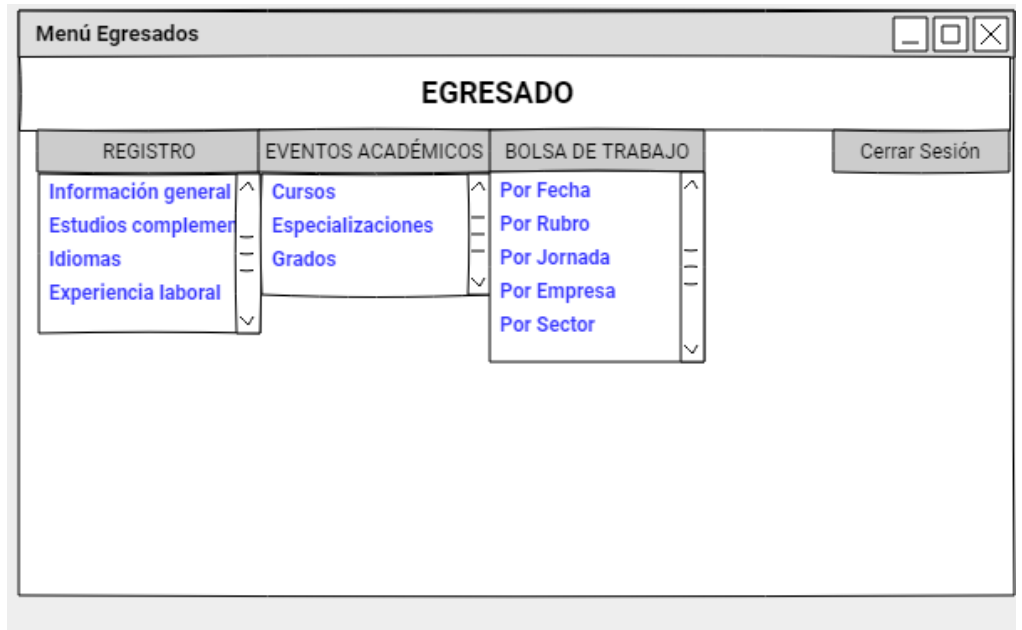 Menú Egresados
EGRESADO
REGISTRO
EVENTOS ACADÉMICOS
BOLSA DE TRABAJO
Cerrar Sesión
Información general
Estudios complemen
Idiomas
Experiencia laboral
Cursos
Especializaciones
Grados
Por Fecha
Por Rubro
Por Jornada
Por Empresa
Por Sector